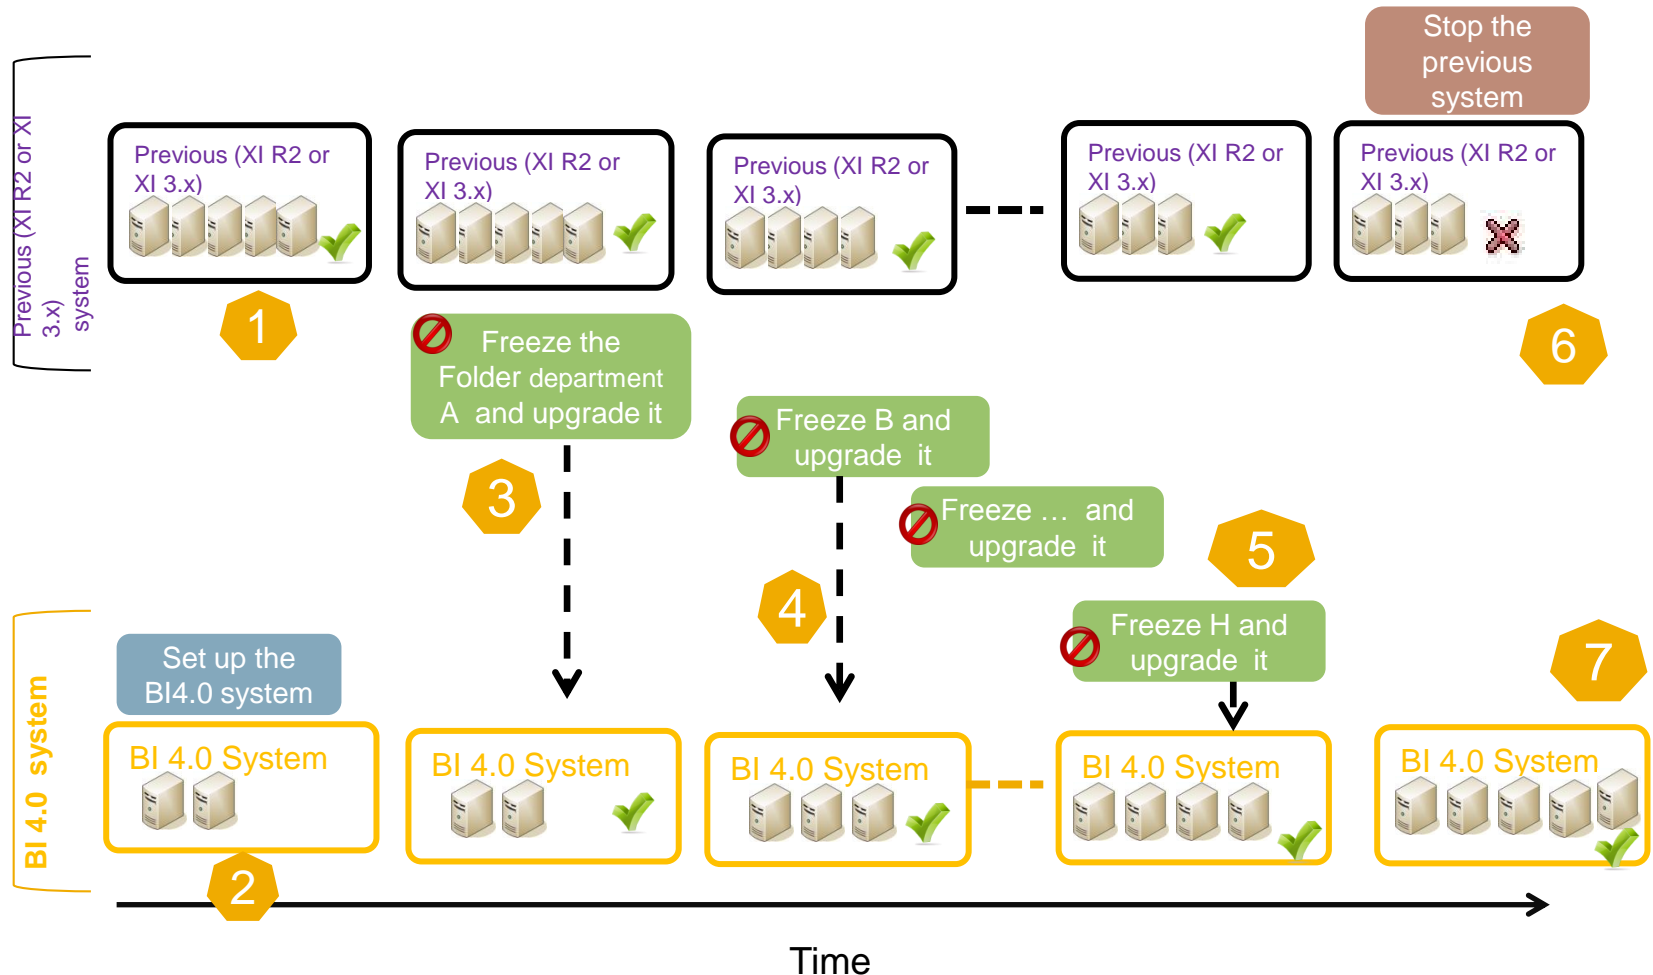 Stop the
previous
system
Previous (XI R2 or XI
3.x)
system
Previous (XI R2 or
XI 3.x)
Previous (XI R2 or
XI 3.x)
Previous (XI R2 or
XI 3.x)
Previous (XI R2 or
XI 3.x)
Previous (XI R2 or
XI 3.x)
1
6
Freeze the
Folder department
A and upgrade it
3
Freeze B and
upgrade it
4
Freeze … and
upgrade it
5
Freeze H and
upgrade it
7
BI 4.0 system
Set up the
BI4.0 system
BI 4.0 System
BI 4.0 System
BI 4.0 System
BI 4.0 System
BI 4.0 System
2
Time